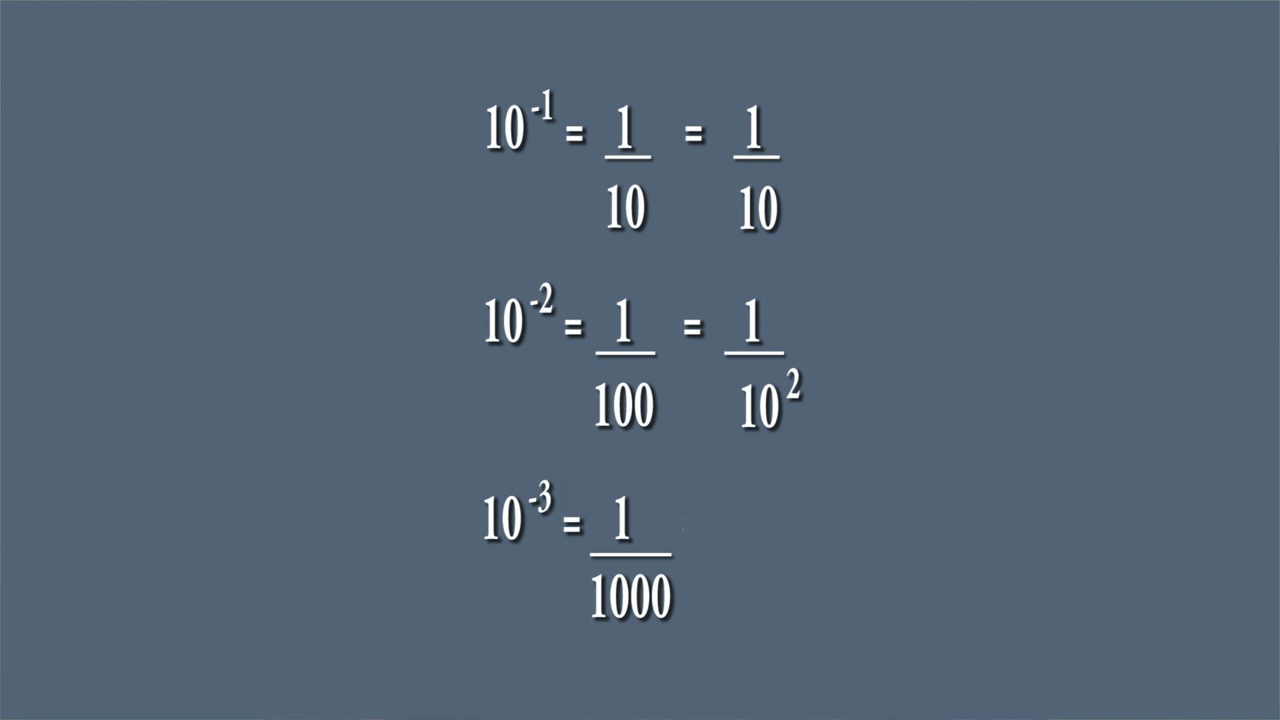 10⁻¹ = 1/10 = 1/10
10⁻² = 1/100 = 1/10²
10⁻³ = 1/1000